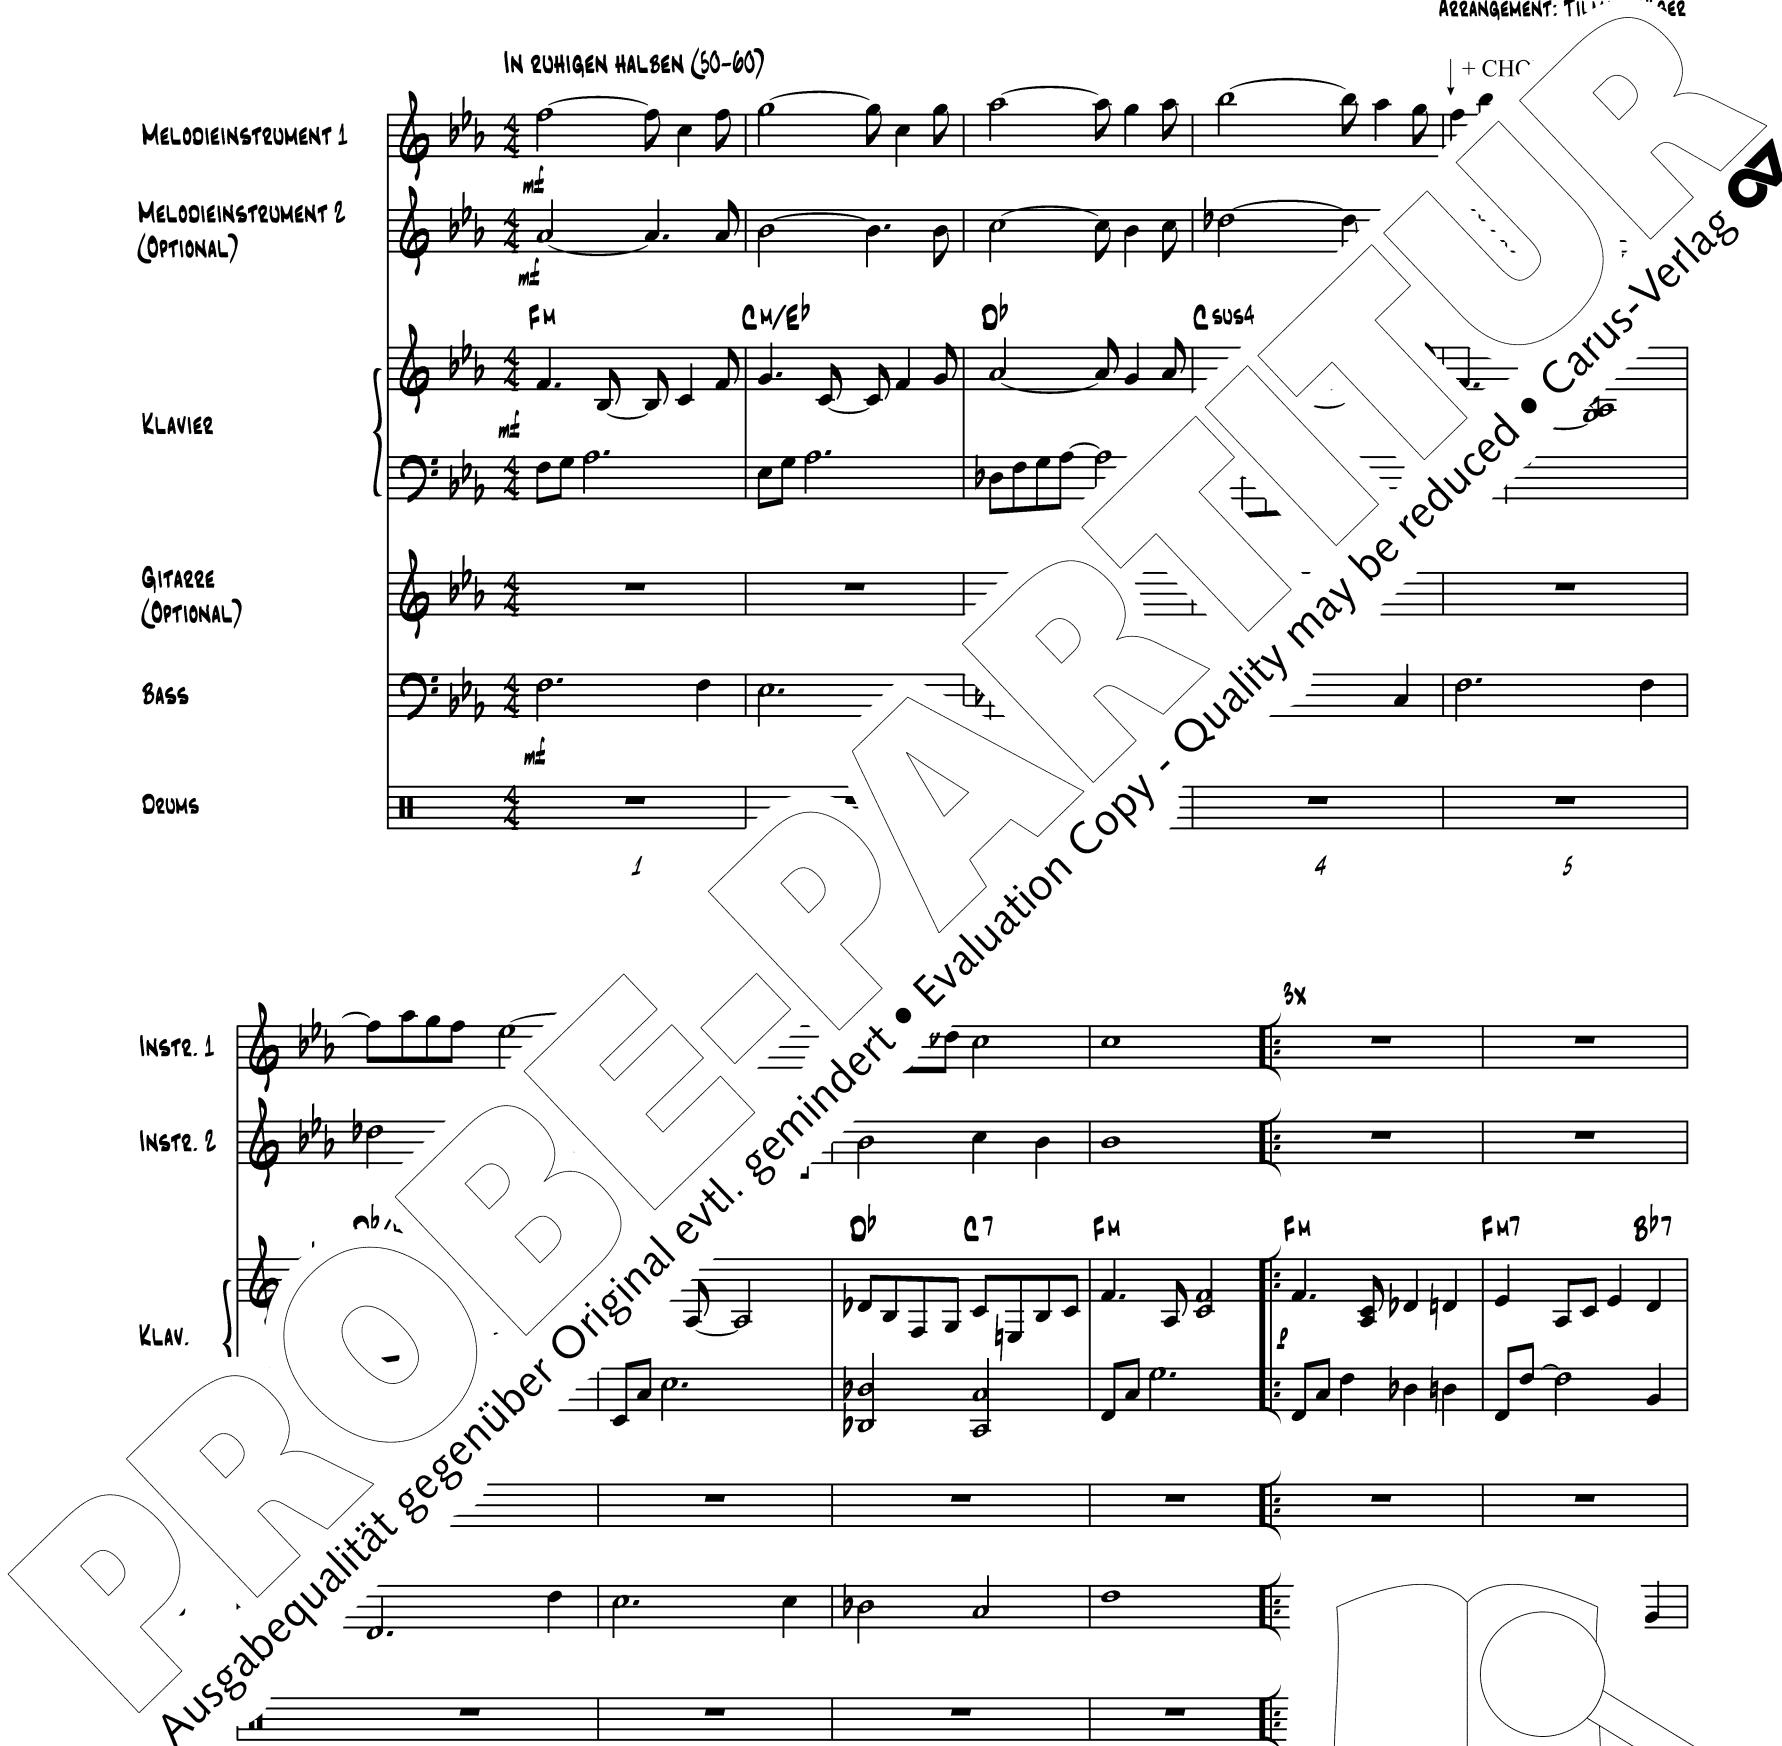 ARRANGEMENT:
IN RUHIGEN HALBEN (50-60)
+ CHO
MELODIEINSTRUMENT 1
mf
MELODIEINSTRUMENT 2
(OPTIONAL)
mf
FM CM/E♭ D♭ CSUS4
KLAVIER
mf
GITARRE
(OPTIONAL)
BASS
mf
DRUMS
1 4 5
3X
INSTR. 1
INSTR. 2
D♭ C7 FM FM FM7 B♭7
KLAV.
p
PROBE-PARTITUR
Ausgabequalität gegenüber Original evtl. gemindert • Evaluation Copy - Quality may be reduced • Carus-Verlag